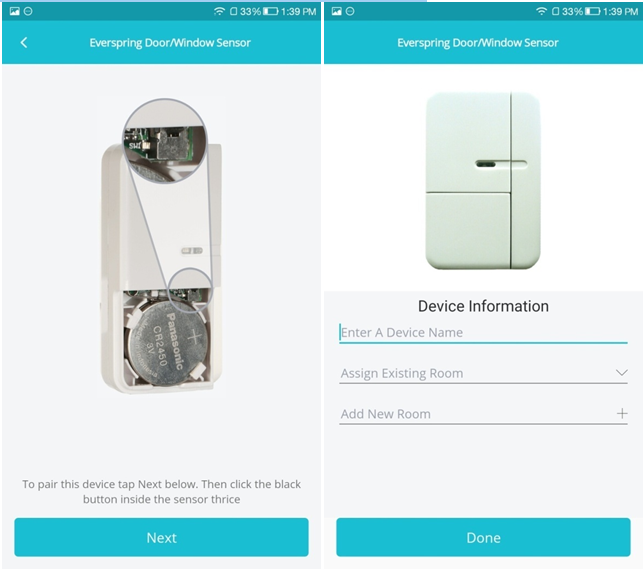 33% 1:39 PM
Everspring Door/Window Sensor
SW1
Panasonic
CR2450
3V
To pair this device tap Next below. Then click the black
button inside the sensor thrice
Next
33% 1:39 PM
Everspring Door/Window Sensor
Device Information
Enter A Device Name
Assign Existing Room
Add New Room
Done